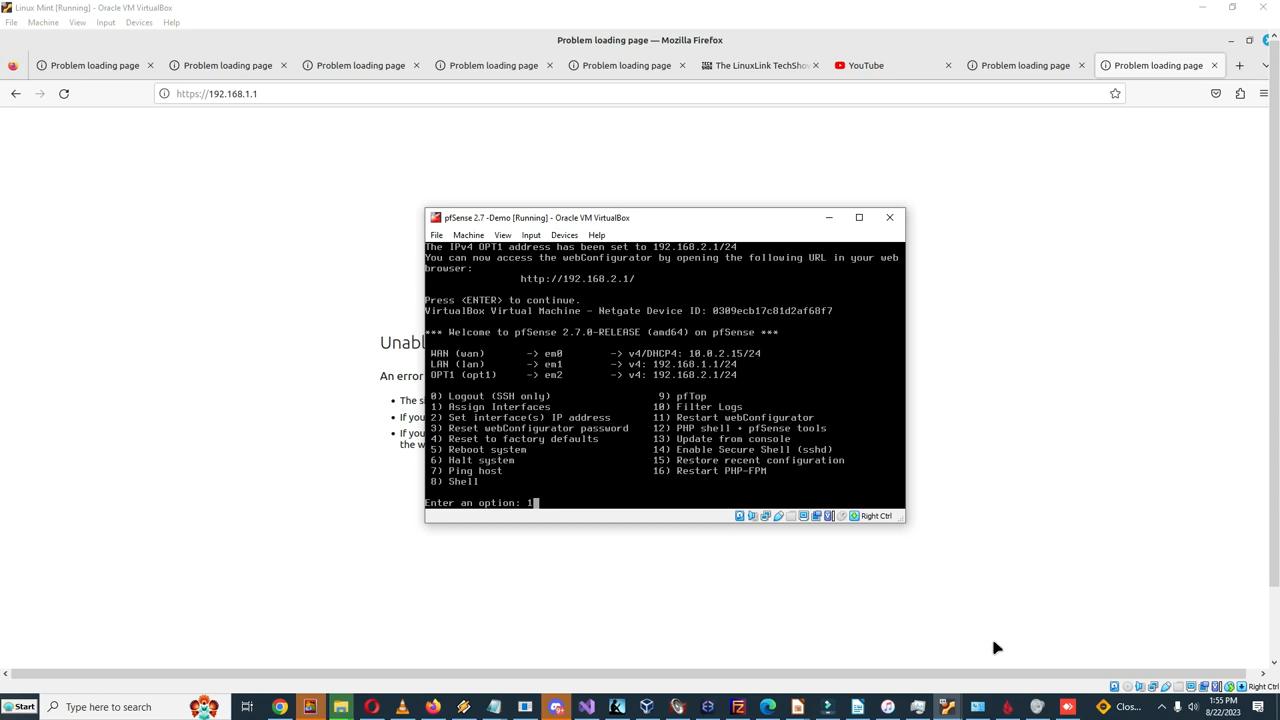 Linux Mint [Running] - Oracle VM VirtualBox
File Machine View Input Devices Help
Problem loading page — Mozilla Firefox
Problem loading page Problem loading page Problem loading page Problem loading page Problem loading page The LinuxLink TechShow YouTube Problem loading page Problem loading page
https://192.168.1.1
pfSense 2.7 -Demo [Running] - Oracle VM VirtualBox
File Machine View Input Devices Help
The IPv4 OPT1 address has been set to 192.168.2.1/24
You can now access the webConfigurator by opening the following URL in your web
browser:
http://192.168.2.1/
Press <ENTER> to continue.
VirtualBox Virtual Machine - Netgate Device ID: 0309ecb17c81d2af68f7
*** Welcome to pfSense 2.7.0-RELEASE (amd64) on pfSense ***
WAN (wan) -> em0 -> v4/DHCP4: 10.0.2.15/24
LAN (lan) -> em1 -> v4: 192.168.1.1/24
OPT1 (opt1) -> em2 -> v4: 192.168.2.1/24
0) Logout (SSH only) 9) pfTop
1) Assign Interfaces 10) Filter Logs
2) Set interface(s) IP address 11) Restart webConfigurator
3) Reset webConfigurator password 12) PHP shell + pfSense tools
4) Reset to factory defaults 13) Update from console
5) Reboot system 14) Enable Secure Shell (sshd)
6) Halt system 15) Restore recent configuration
7) Ping host 16) Restart PHP-FPM
8) Shell
Enter an option: 1
Right Ctrl
Unabl
An error
The s
If you
If you
the w
Right Ctrl
Start Type here to search Clos... 1:55 PM
8/22/2023